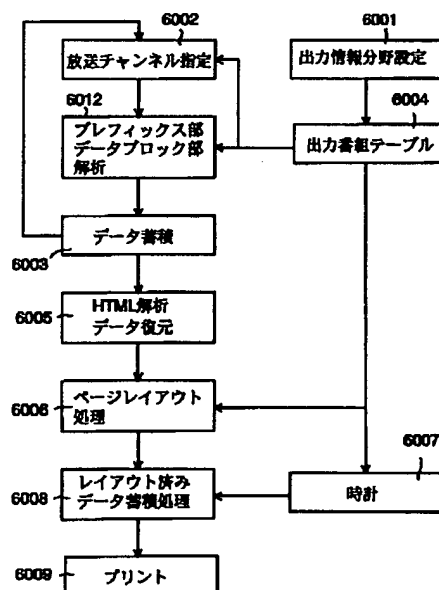 6002
放送チャンネル指定
6001
出力情報分野設定
6012
プレフィックス部
データブロック部
解析
6004
出力番組テーブル
データ蓄積
6003
HTML解析
データ復元
6005
ページレイアウト
処理
6006
6007
時計
レイアウト済み
データ蓄積処理
6008
プリント
6009